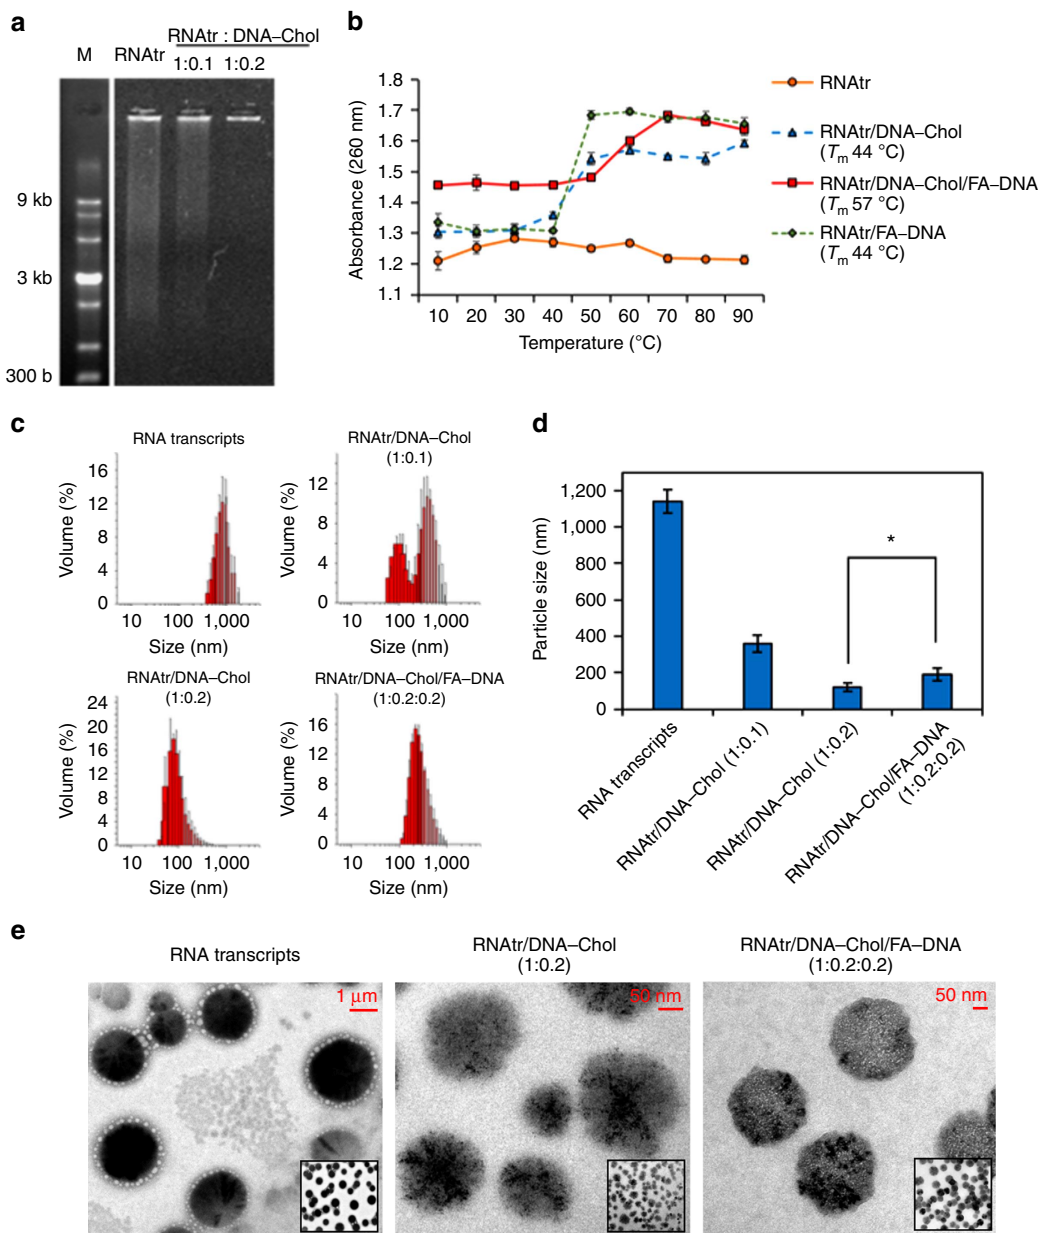 a
RNAtr : DNA–Chol
M RNAtr 1:0.1 1:0.2
9 kb
3 kb
300 b
b
Absorbance (260 nm)
1.8
1.7
1.6
1.5
1.4
1.3
1.2
1.1
10 20 30 40 50 60 70 80 90
Temperature (°C)
RNAtr
RNAtr/DNA–Chol
(Tm 44 °C)
RNAtr/DNA–Chol/FA–DNA
(Tm 57 °C)
RNAtr/FA–DNA
(Tm 44 °C)
c
RNA transcripts
Volume (%)
16
12
8
4
0
10 100 1,000
Size (nm)
RNAtr/DNA–Chol
(1:0.1)
Volume (%)
12
8
4
0
10 100 1,000
Size (nm)
RNAtr/DNA–Chol
(1:0.2)
Volume (%)
24
20
16
12
8
4
0
10 100 1,000
Size (nm)
RNAtr/DNA–Chol/FA–DNA
(1:0.2:0.2)
Volume (%)
16
12
8
4
0
10 100 1,000
Size (nm)
d
Particle size (nm)
1,200
1,000
800
600
400
200
0
*
RNA transcripts
RNAtr/DNA–Chol (1:0.1)
RNAtr/DNA–Chol (1:0.2)
RNAtr/DNA–Chol/FA–DNA
(1:0.2:0.2)
e
RNA transcripts
1 µm
RNAtr/DNA–Chol
(1:0.2)
50 nm
RNAtr/DNA–Chol/FA–DNA
(1:0.2:0.2)
50 nm